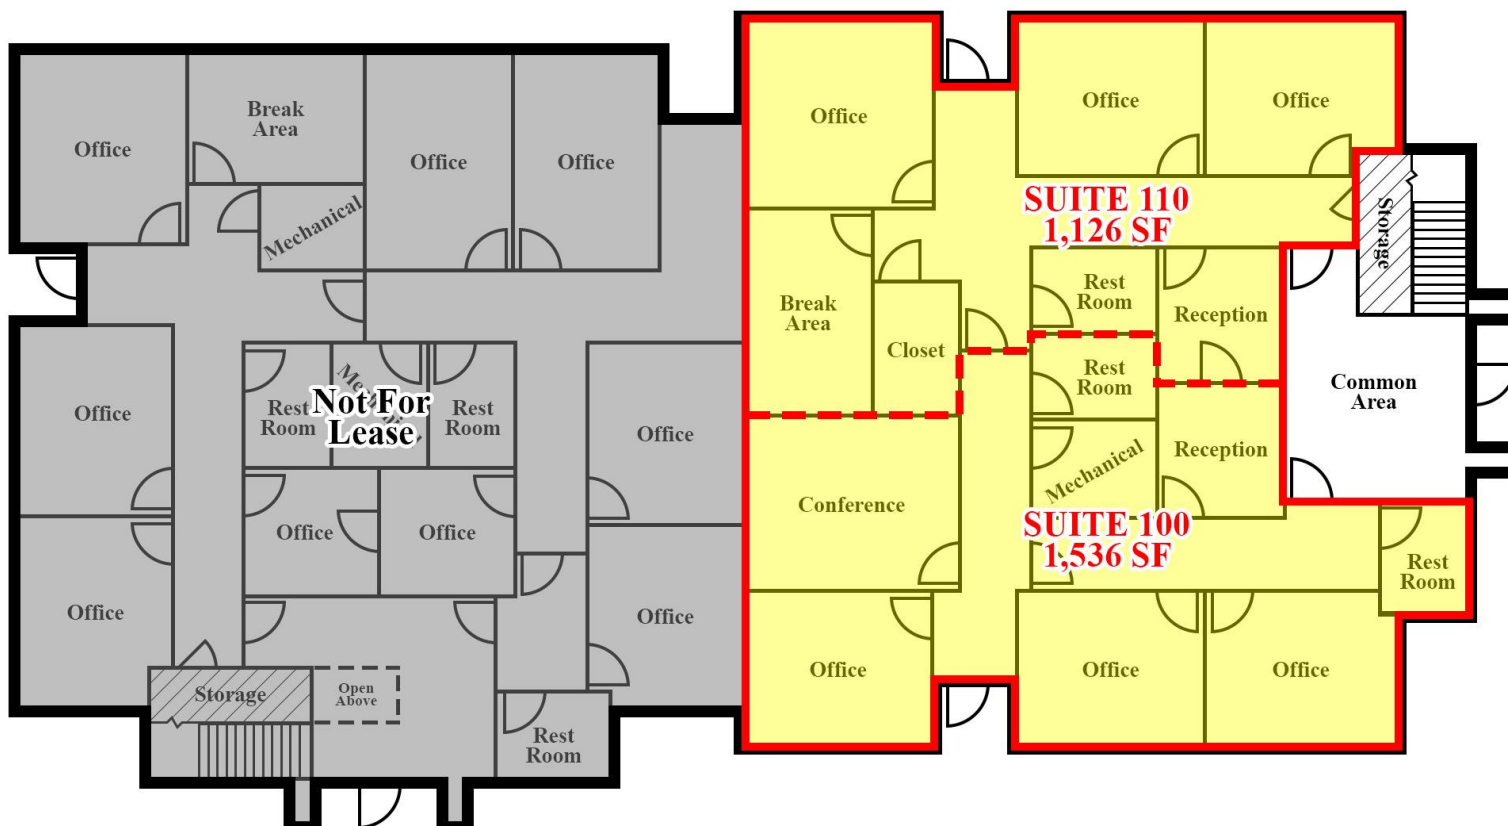 Office
Break
Area
Office
Office
Mechanical
Office
Rest
Room
Mechanical
Rest
Room
Not For
Lease
Office
Office
Office
Office
Office
Storage
Open
Above
Rest
Room
Office
Office
Office
Office
SUITE 110
1,126 SF
Storage
Break
Area
Closet
Rest
Room
Reception
Rest
Room
Common
Area
Conference
Mechanical
Reception
SUITE 100
1,536 SF
Rest
Room
Office
Office
Office